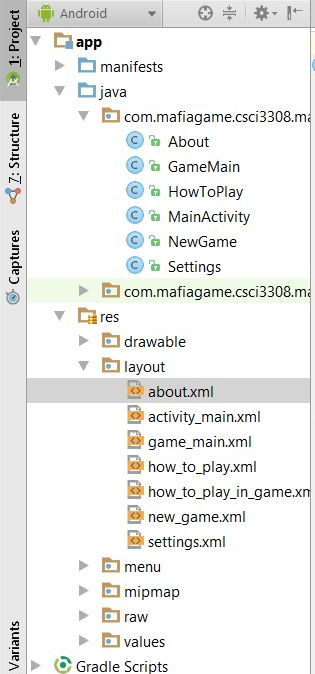 Android
1: Project
7: Structure
Captures
Variants
app
manifests
java
com.mafiagame.csci3308.ma
About
GameMain
HowToPlay
MainActivity
NewGame
Settings
com.mafiagame.csci3308.ma
res
drawable
layout
about.xml
activity_main.xml
game_main.xml
how_to_play.xml
how_to_play_in_game.xm
new_game.xml
settings.xml
menu
mipmap
raw
values
Gradle Scripts